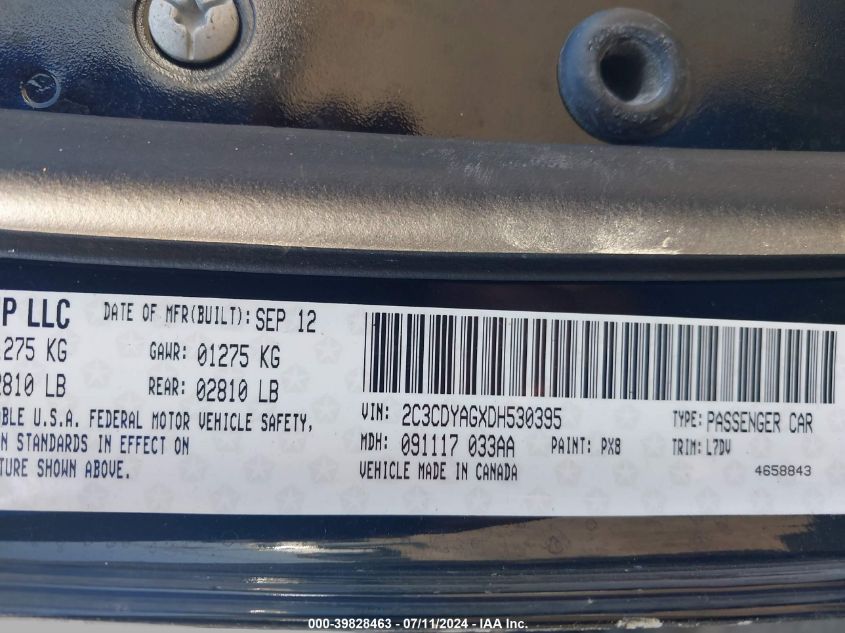 P LLC DATE OF MFR(BUILT): SEP 12
1275 KG GAWR: 01275 KG
2810 LB REAR: 02810 LB
BLE U.S.A. FEDERAL MOTOR VEHICLE SAFETY,
N STANDARDS IN EFFECT ON
TURE SHOWN ABOVE.
VIN: 2C3CDYAGXDH530395 TYPE: PASSENGER CAR
MDH: 091117 033AA PAINT: PX8 TRIM: L7DV
VEHICLE MADE IN CANADA 4658843
000-39828463 - 07/11/2024 - IAA Inc.